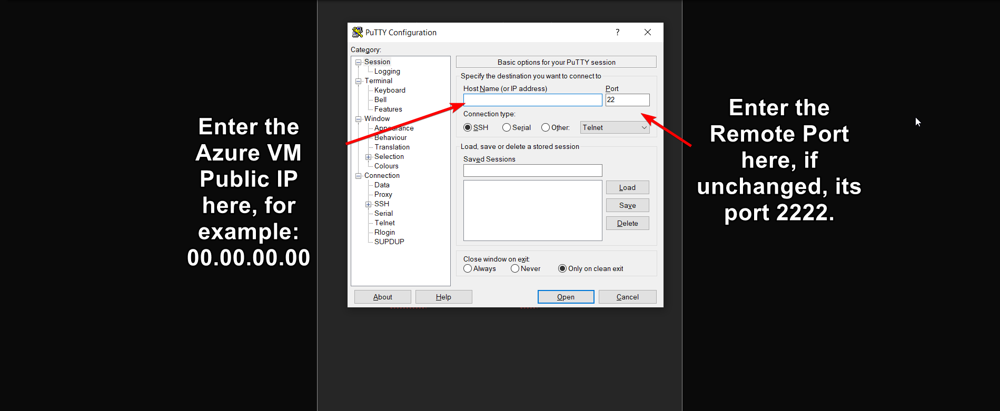 PuTTY Configuration
?
Category:
Session
Logging
Terminal
Keyboard
Bell
Features
Window
Appearance
Behaviour
Translation
Selection
Colours
Connection
Data
Proxy
SSH
Serial
Telnet
Rlogin
SUPDUP
Basic options for your PuTTY session
Specify the destination you want to connect to
Host Name (or IP address) Port
22
Connection type:
SSH Serial Other: Telnet
Load, save or delete a stored session
Saved Sessions
Load
Save
Delete
Close window on exit:
Always Never Only on clean exit
About Help Open Cancel
Enter the
Azure VM
Public IP
here, for
example:
00.00.00.00
Enter the
Remote Port
here, if
unchanged, its
port 2222.